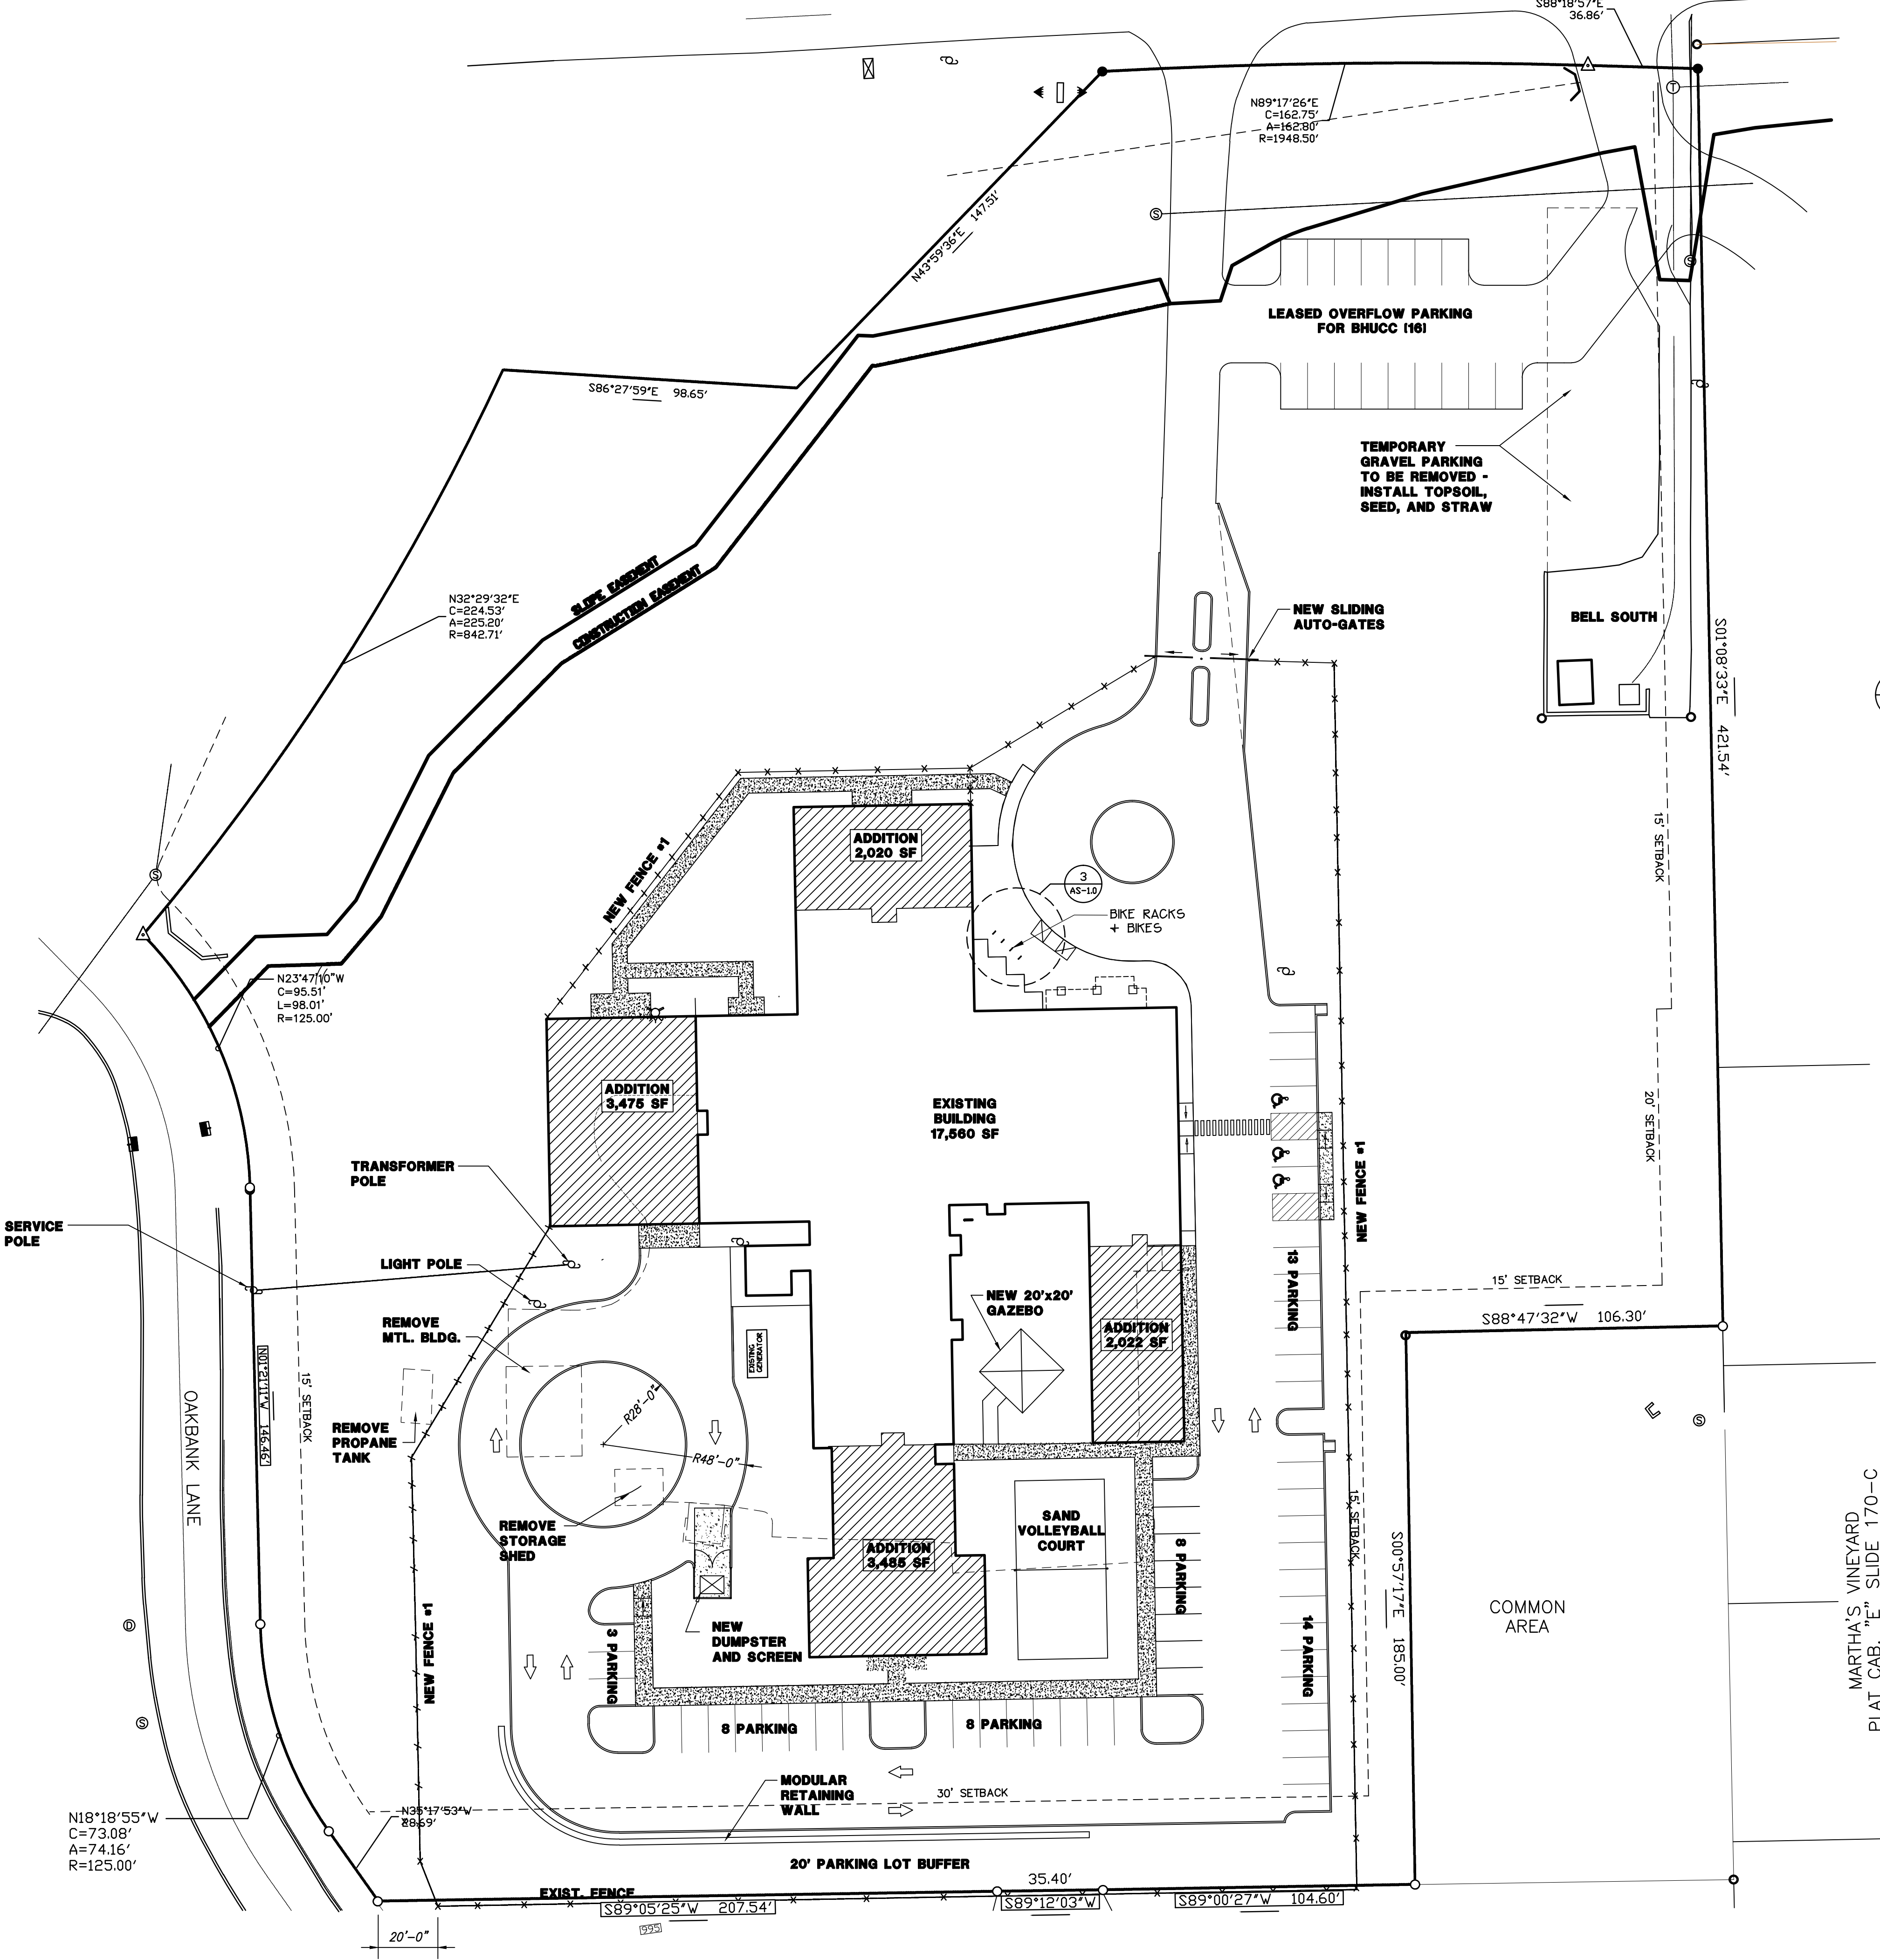 S88°18'57"E
36.86'
N89°17'26"E
C=162.75'
A=162.80'
R=1948.50'
T
S
S
N43°59'36"E 147.51'
LEASED OVERFLOW PARKING
FOR BHUCC (16)
S86°27'59"E 98.65'
TEMPORARY
GRAVEL PARKING
TO BE REMOVED -
INSTALL TOPSOIL,
SEED, AND STRAW
N32°29'32"E
C=224.53'
A=225.20'
R=842.71'
SLOPE EASEMENT
CONSTRUCTION EASEMENT
NEW SLIDING
AUTO-GATES
BELL SOUTH
S01°08'33"E 421.54'
15' SETBACK
20' SETBACK
ADDITION
2,020 SF
NEW FENCE #1
3
AS-1.0
BIKE RACKS
+ BIKES
S
N23°47'10"W
C=95.51'
L=98.01'
R=125.00'
ADDITION
3,475 SF
EXISTING
BUILDING
17,560 SF
TRANSFORMER
POLE
SERVICE
POLE
LIGHT POLE
NEW FENCE #1
13 PARKING
NEW 20'x20'
GAZEBO
ADDITION
2,022 SF
15' SETBACK
S88°47'32"W 106.30'
REMOVE
MTL. BLDG.
EXISTING
GENERATOR
N01°21'11"W 146.46'
15' SETBACK
OAKBANK LANE
R28'-0"
R48'-0"
REMOVE
PROPANE
TANK
S
REMOVE
STORAGE
SHED
SAND
VOLLEYBALL
COURT
ADDITION
3,485 SF
8 PARKING
15' SETBACK
S00°57'17"E 185.00'
COMMON
AREA
MARTHA'S VINEYARD
PLAT CAB. "E" SLIDE 170-C
D
NEW FENCE #1
3 PARKING
NEW
DUMPSTER
AND SCREEN
14 PARKING
S
8 PARKING
8 PARKING
MODULAR
RETAINING
WALL
30' SETBACK
N18°18'55"W
C=73.08'
A=74.16'
R=125.00'
N35°17'53"W
28.69'
20' PARKING LOT BUFFER
35.40'
EXIST. FENCE
S89°05'25"W 207.54'
S89°12'03"W
S89°00'27"W 104.60'
995
20'-0"